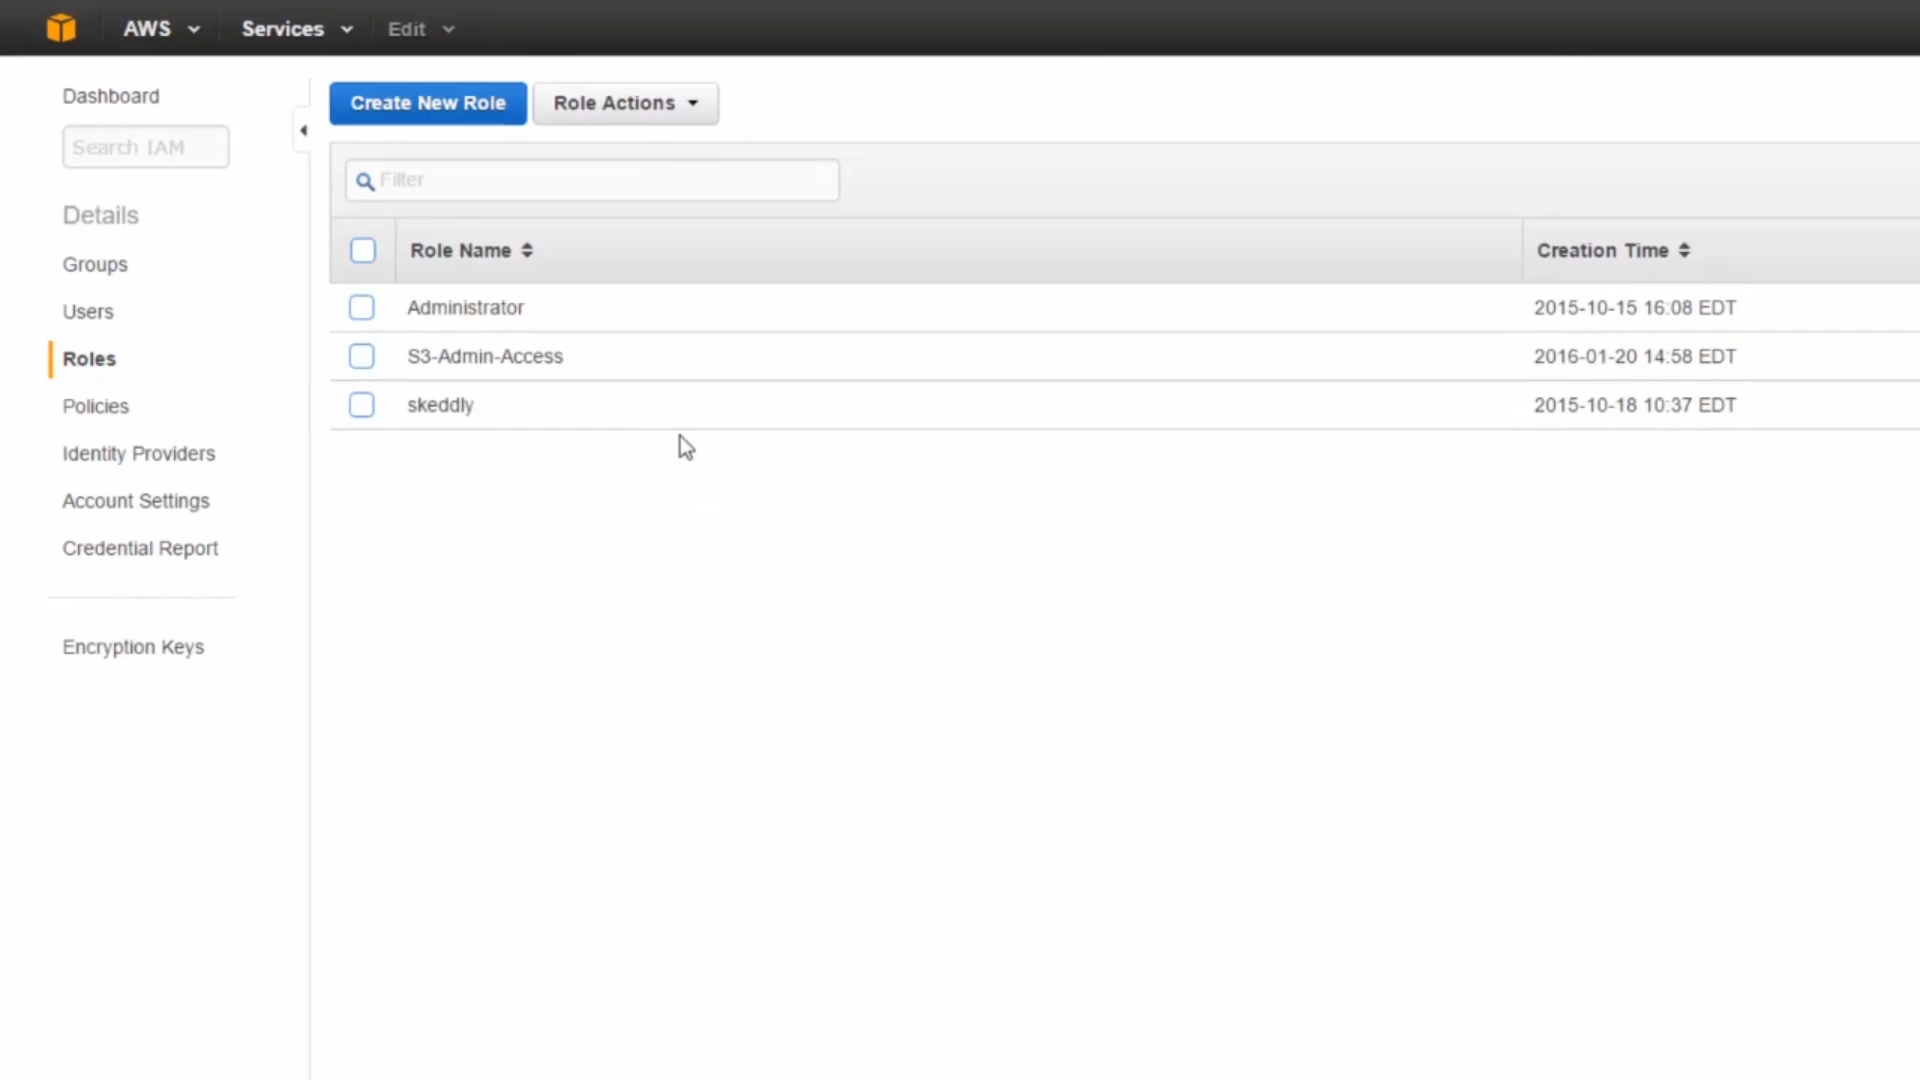 AWS Services Edit
Dashboard
Search IAM
Details
Groups
Users
Roles
Policies
Identity Providers
Account Settings
Credential Report
Encryption Keys
Create New Role Role Actions
Filter
Role Name Creation Time
Administrator 2015-10-15 16:08 EDT
S3-Admin-Access 2016-01-20 14:58 EDT
skeddly 2015-10-18 10:37 EDT